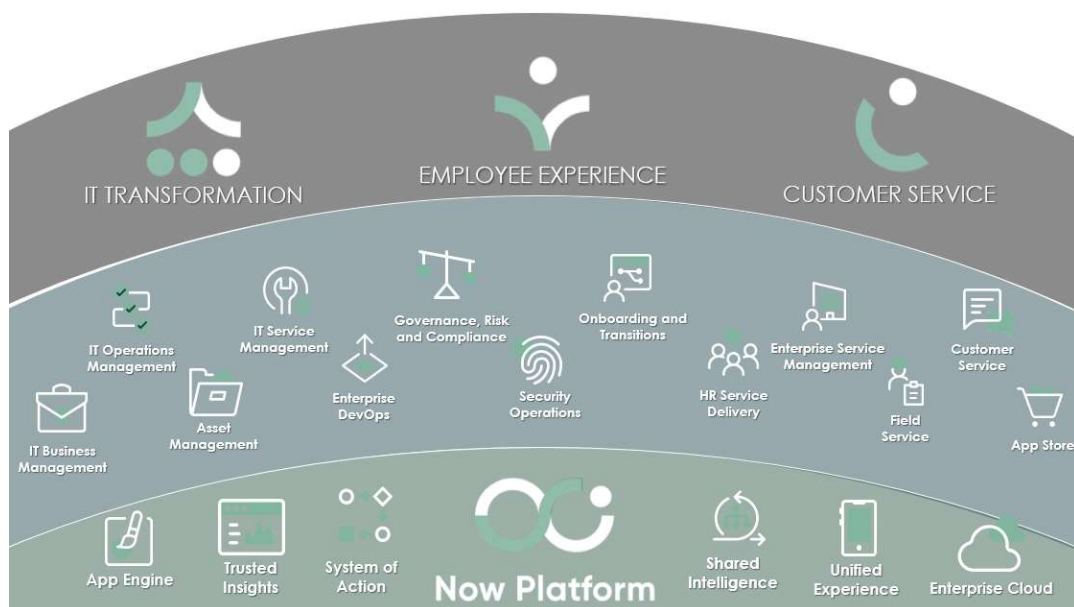 IT TRANSFORMATION
EMPLOYEE EXPERIENCE
CUSTOMER SERVICE
IT Operations
Management
IT Service
Management
Governance, Risk
and Compliance
Onboarding and
Transitions
Enterprise Service
Management
Customer
Service
IT Business
Management
Asset
Management
Enterprise
DevOps
Security
Operations
HR Service
Delivery
Field
Service
App Store
App Engine
Trusted
Insights
System of
Action
Now Platform
Shared
Intelligence
Unified
Experience
Enterprise Cloud